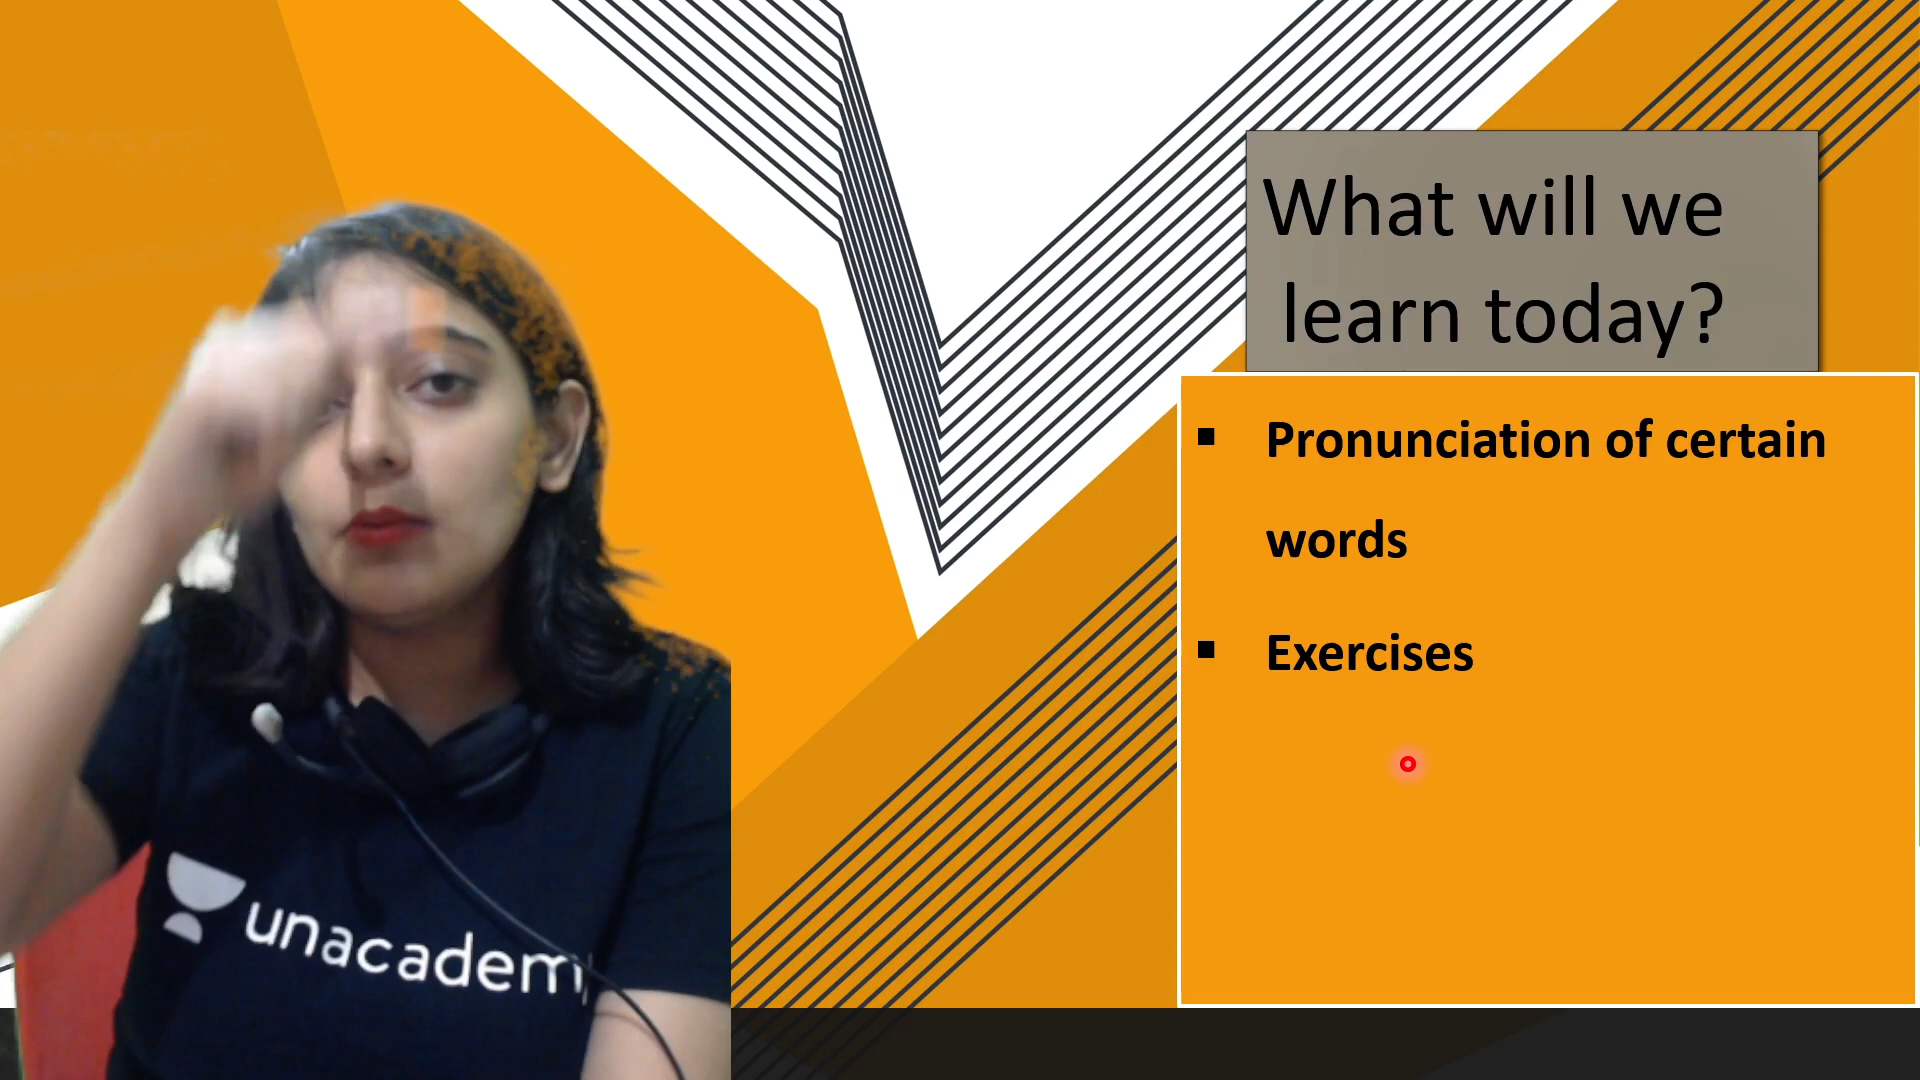 What will we
learn today?
Pronunciation of certain
words
Exercises
unacadem